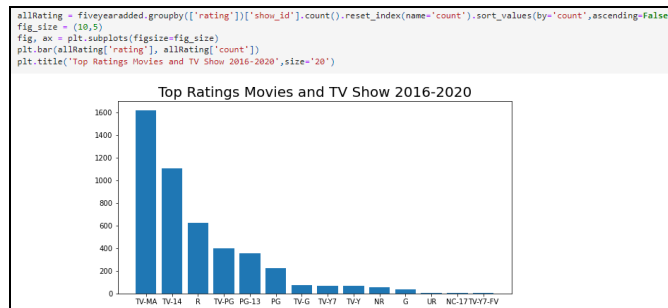 allRating = fiveyearadded.groupby(['rating'])['show_id'].count().reset_index(name='count').sort_values(by='count',ascending=False
fig_size = (10,5)
fig, ax = plt.subplots(figsize=fig_size)
plt.bar(allRating['rating'], allRating['count'])
plt.title('Top Ratings Movies and TV Show 2016-2020',size='20')
Top Ratings Movies and TV Show 2016-2020
1600
1400
1200
1000
800
600
400
200
0
TV-MA TV-14 R TV-PG PG-13 PG TV-G TV-Y7 TV-Y NR G UR NC-17 TV-Y7-FV